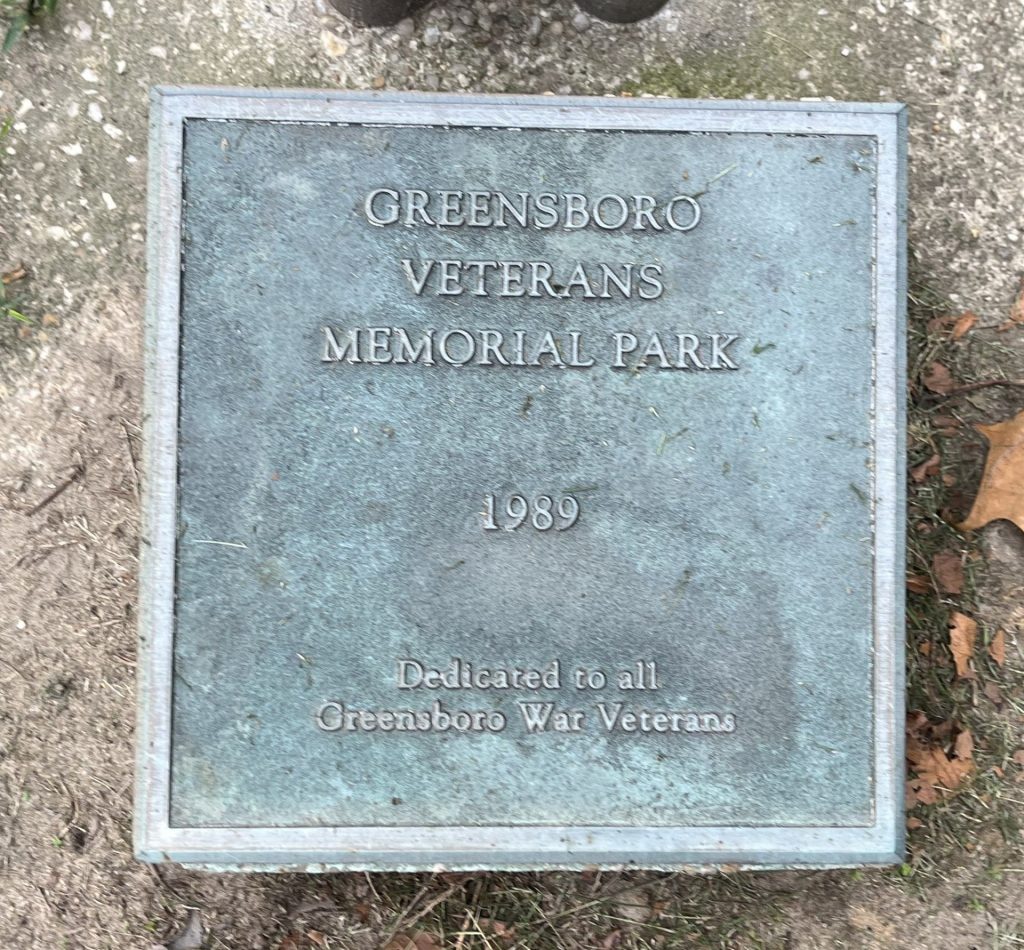 GREENSBORO
VETERANS
MEMORIAL PARK
1989
Dedicated to all
Greensboro War Veterans